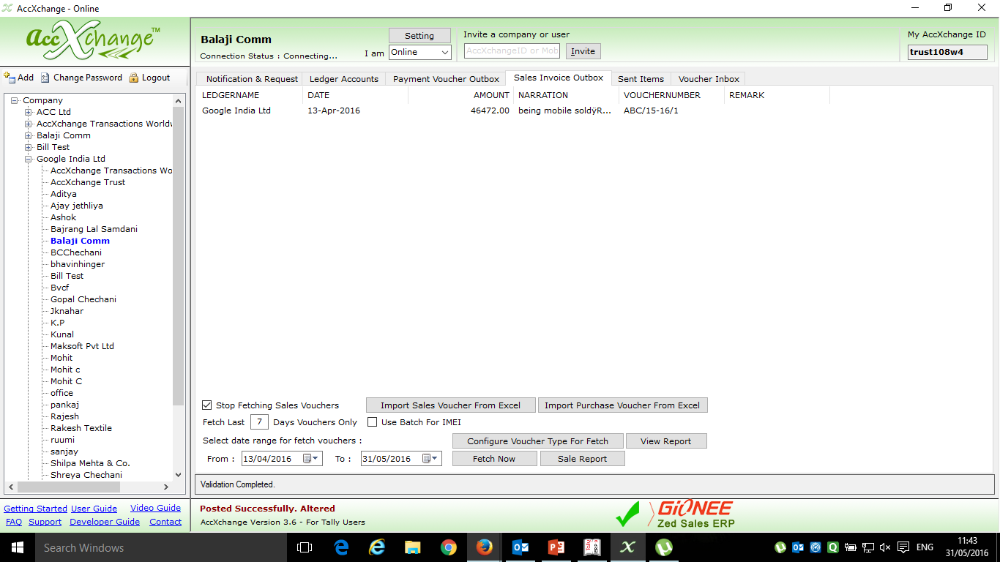 AccXchange - Online
AccXchange™
Add Change Password Logout
Company
ACC Ltd
AccXchange Transactions Worldw
Balaji Comm
Bill Test
Google India Ltd
AccXchange Transactions Wo
AccXchange Trust
Aditya
Ajay jethliya
Ashok
Bajrang Lal Samdani
Balaji Comm
BCChechani
bhavinhinger
Bill Test
Bvcf
Gopal Chechani
Jknahar
K.P
Kunal
Maksoft Pvt Ltd
Mohit
Mohit c
Mohit C
office
pankaj
Rajesh
Rakesh Textile
ruumi
sanjay
Shilpa Mehta & Co.
Shreya Chechani
Getting Started User Guide Video Guide
FAQ Support Developer Guide Contact
Balaji Comm
Connection Status : Connecting...
Setting
I am Online
Invite a company or user
AccXchangeID or Mob Invite
My AccXchange ID
trust108w4
Notification & Request Ledger Accounts Payment Voucher Outbox Sales Invoice Outbox Sent Items Voucher Inbox
LEDGERNAME DATE AMOUNT NARRATION VOUCHERNUMBER REMARK
Google India Ltd 13-Apr-2016 46472.00 being mobile soldÿR... ABC/15-16/1
Stop Fetching Sales Vouchers Import Sales Voucher From Excel Import Purchase Voucher From Excel
Fetch Last 7 Days Vouchers Only Use Batch For IMEI
Select date range for fetch vouchers : Configure Voucher Type For Fetch View Report
From : 13/04/2016 To : 31/05/2016 Fetch Now Sale Report
Validation Completed.
Posted Successfully. Altered
AccXchange Version 3.6 - For Tally Users
GIONEE
Zed Sales ERP
Search Windows
ENG
11:43
31/05/2016